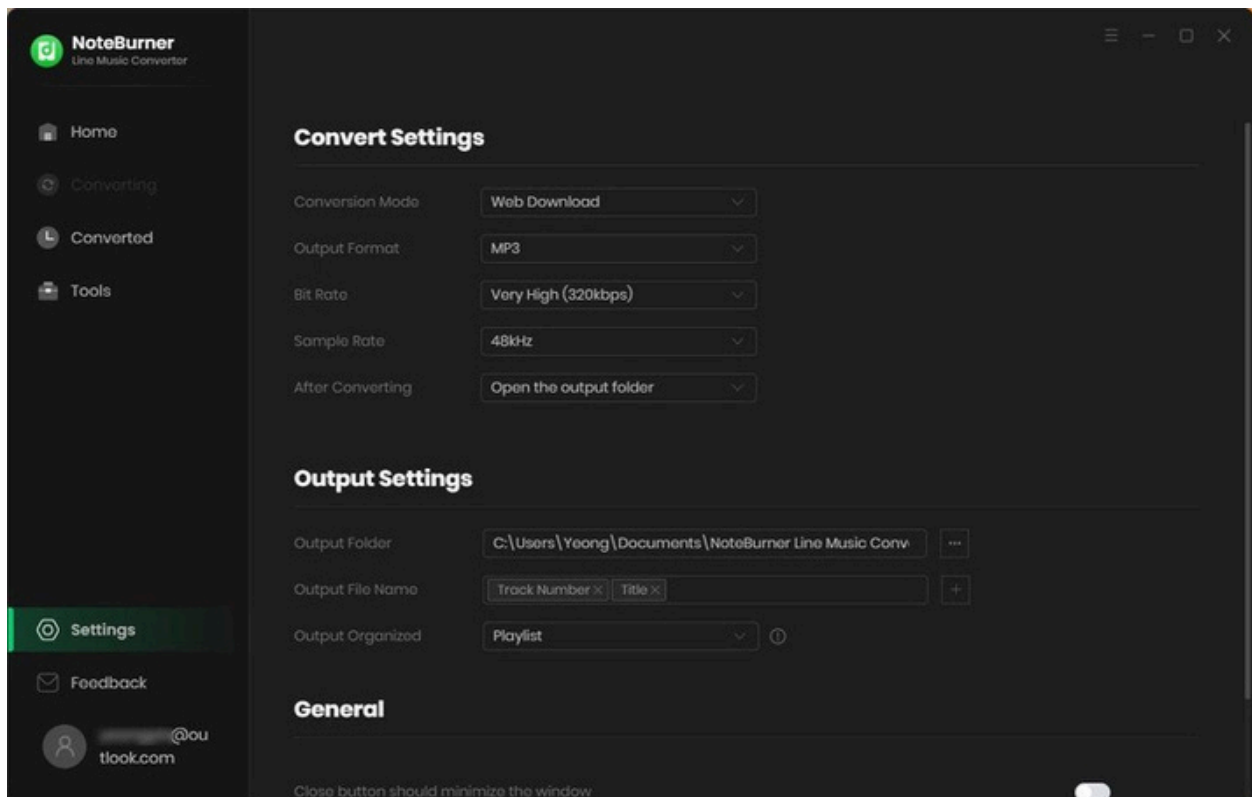 NoteBurner
Line Music Converter
Home
Converting
Converted
Tools
Settings
Feedback
@ou
tlook.com
Convert Settings
Conversion Mode Web Download
Output Format MP3
Bit Rate Very High (320kbps)
Sample Rate 48kHz
After Converting Open the output folder
Output Settings
Output Folder C:\Users\Yeong\Documents\NoteBurner Line Music Conv
Output File Name Track Number × Title ×
Output Organized Playlist
General
Close button should minimize the window